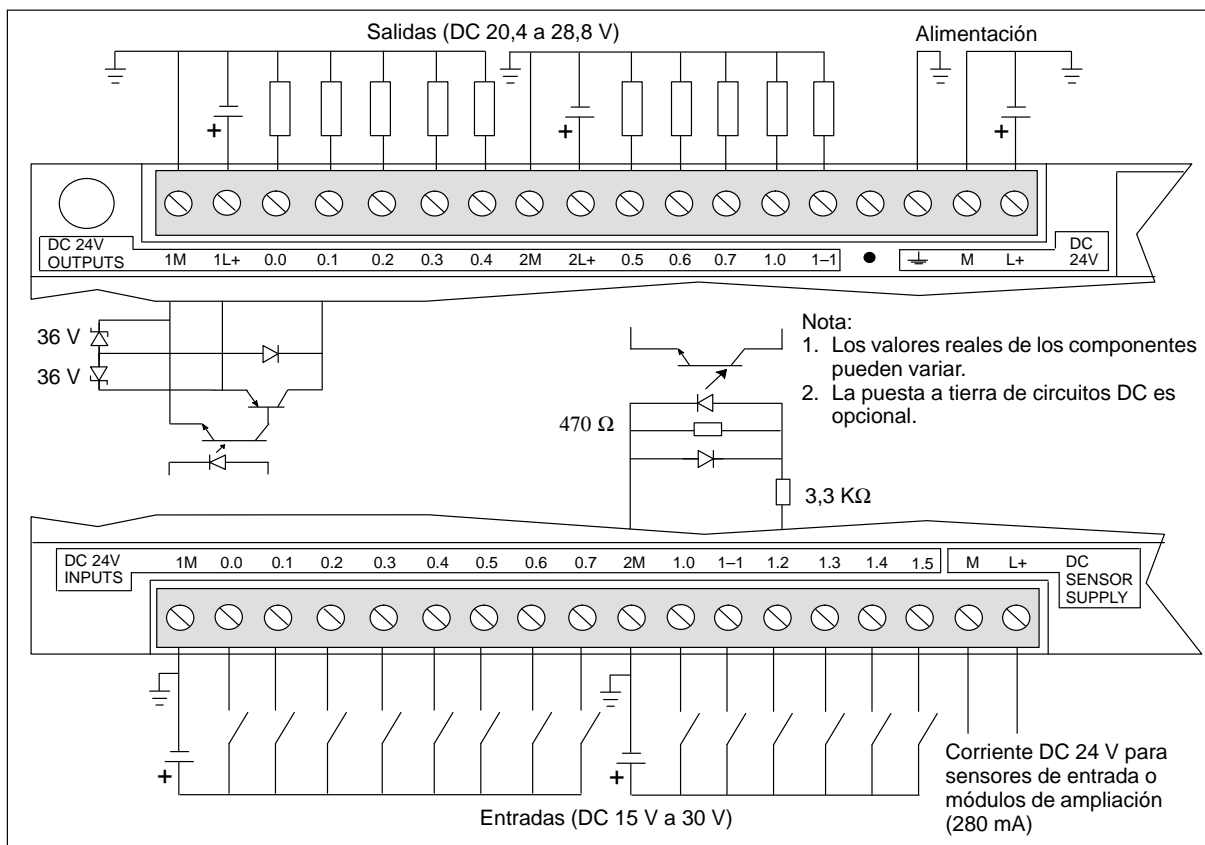 Salidas (DC 20,4 a 28,8 V)
Alimentación
+
+
+
DC 24V
OUTPUTS
1M 1L+ 0.0 0.1 0.2 0.3 0.4 2M 2L+ 0.5 0.6 0.7 1.0 1–1
M L+
DC
24V
36 V
36 V
470 Ω
3,3 KΩ
Nota:
1. Los valores reales de los componentes
pueden variar.
2. La puesta a tierra de circuitos DC es
opcional.
DC 24V
INPUTS
1M 0.0 0.1 0.2 0.3 0.4 0.5 0.6 0.7 2M 1.0 1–1 1.2 1.3 1.4 1.5 M L+
DC
SENSOR
SUPPLY
+
+
Entradas (DC 15 V a 30 V)
Corriente DC 24 V para
sensores de entrada o
módulos de ampliación
(280 mA)